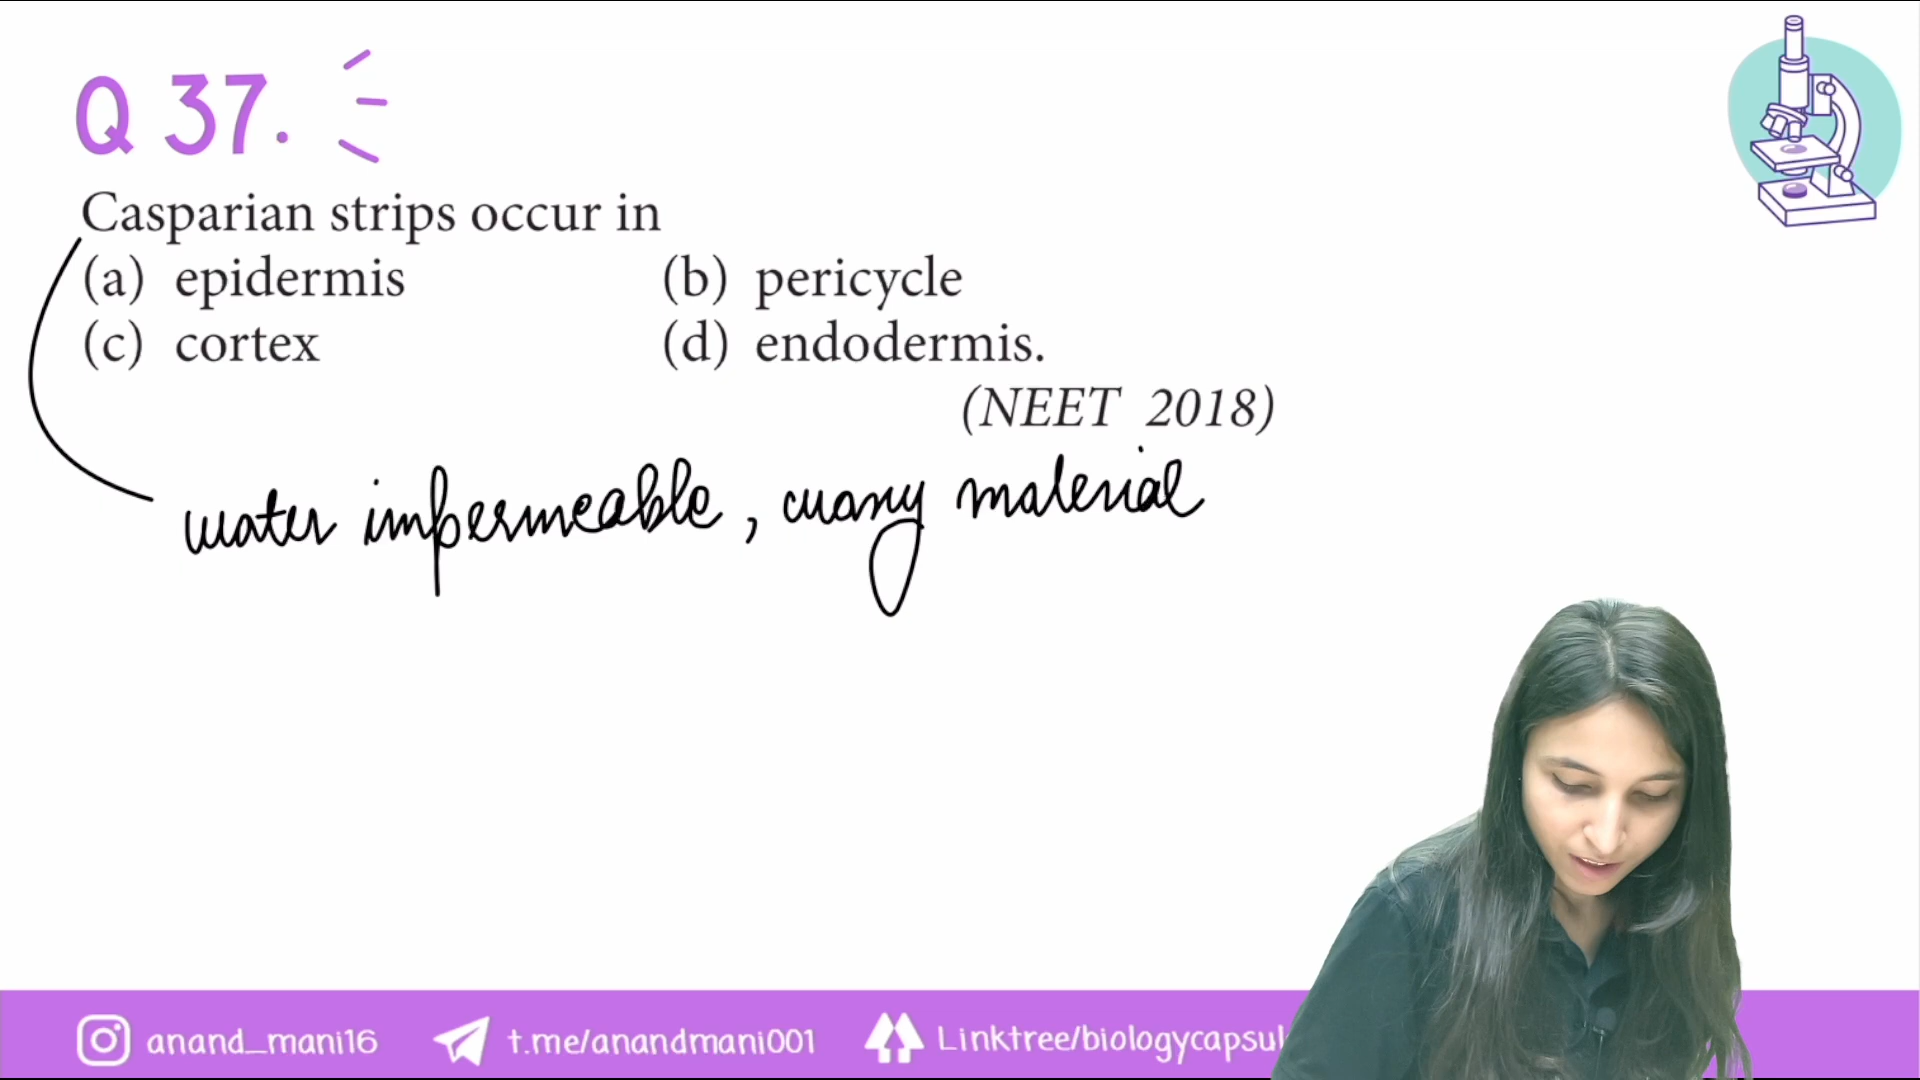 Q 37.
Casparian strips occur in
(a) epidermis (b) pericycle
(c) cortex (d) endodermis.
(NEET 2018)
water impermeable, waxy material
anand_mani16 t.me/anandmani001 Linktree/biologycapsul